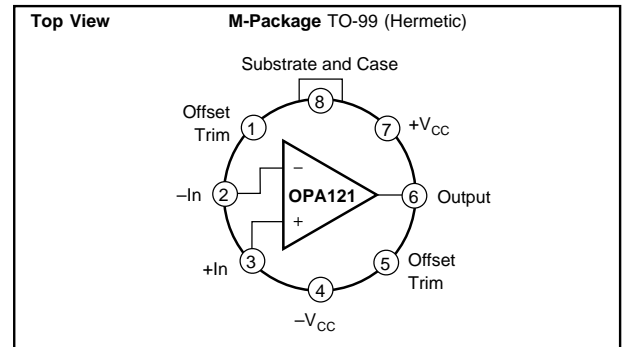 Top View M-Package TO-99 (Hermetic)
Substrate and Case
8
Offset
Trim
1
7
+VCC
–In
2
–
OPA121
6
Output
+
+In
3
5
Offset
Trim
4
–VCC